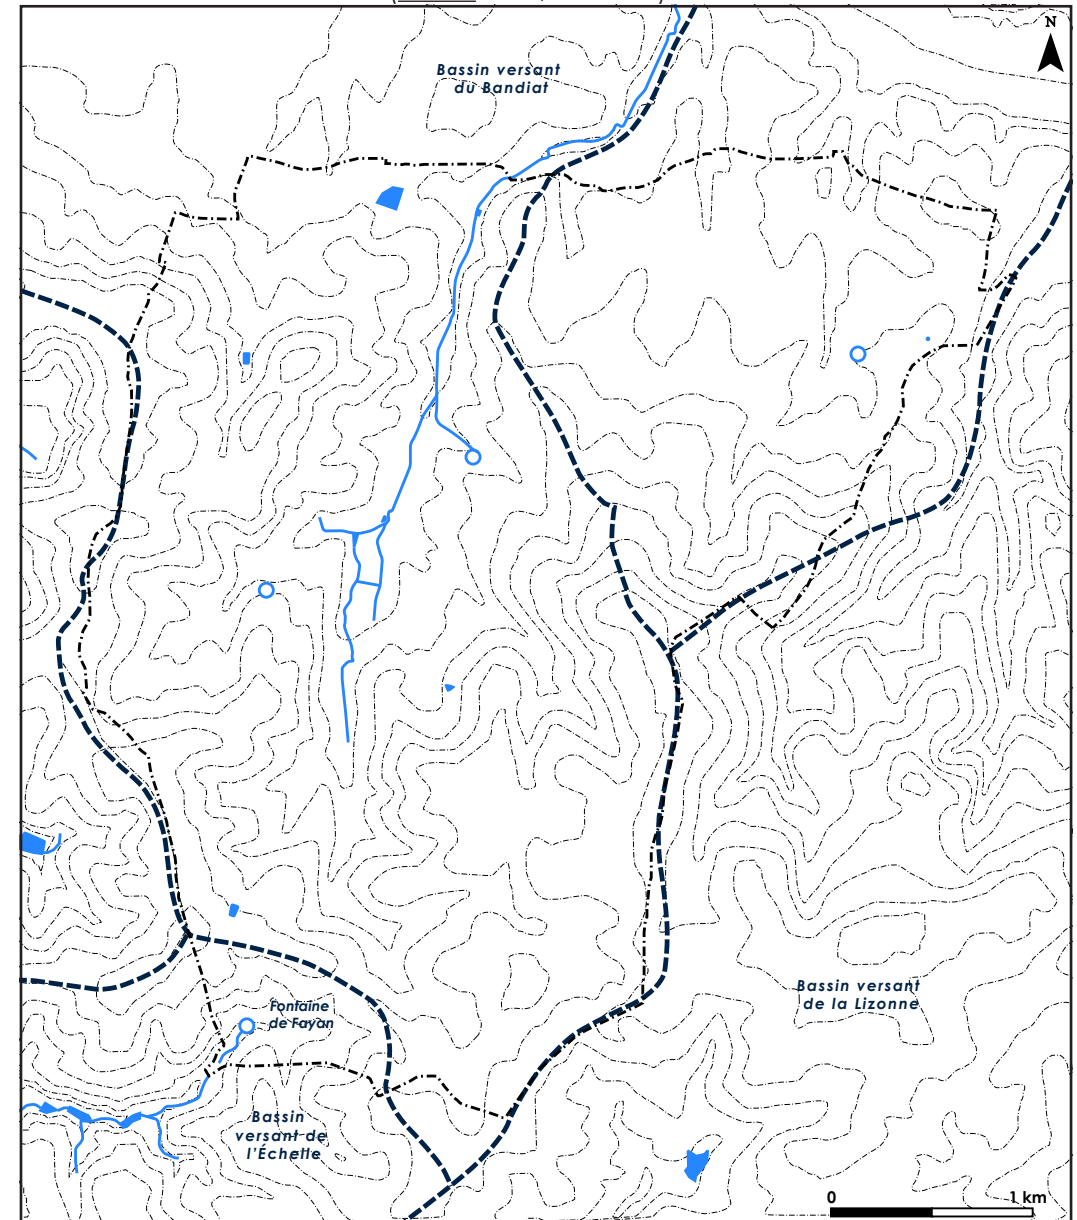 N
Bassin versant
du Bandiat
Bassin versant
de la Lizonne
Fontaine
de Fayan
Bassin
versant de
l'Échelle
0 1 km